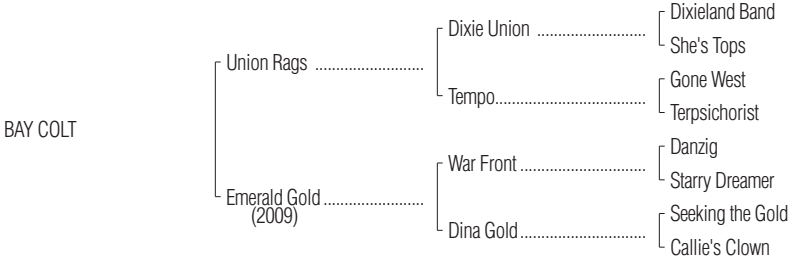 Dixieland Band
Dixie Union ..........................
She's Tops
Union Rags ..........................
Gone West
Tempo....................................
Terpsichorist
BAY COLT
Danzig
War Front ..............................
Starry Dreamer
Emerald Gold ........................
(2009)
Seeking the Gold
Dina Gold ..............................
Callie's Clown